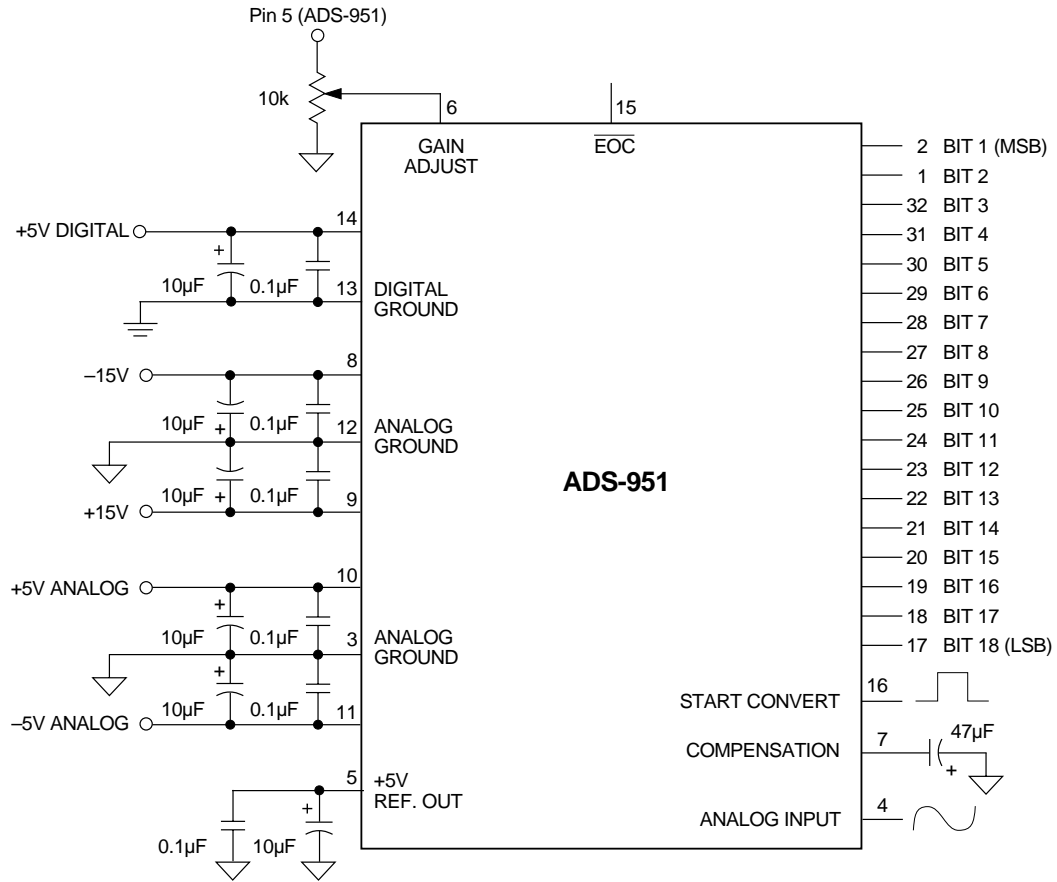 Pin 5 (ADS-951)
10k
6
15
GAIN
ADJUST
EOC
2 BIT 1 (MSB)
1 BIT 2
32 BIT 3
31 BIT 4
30 BIT 5
29 BIT 6
28 BIT 7
27 BIT 8
26 BIT 9
25 BIT 10
24 BIT 11
23 BIT 12
22 BIT 13
21 BIT 14
20 BIT 15
19 BIT 16
18 BIT 17
17 BIT 18 (LSB)
+5V DIGITAL
14
+
10µF 0.1µF
13
DIGITAL
GROUND
–15V
8
10µF 0.1µF
+
12
ANALOG
GROUND
10µF 0.1µF
+
+15V
9
ADS-951
+5V ANALOG
10
+
10µF 0.1µF
3
ANALOG
GROUND
+
10µF 0.1µF
–5V ANALOG
11
5
+5V
REF. OUT
+
0.1µF 10µF
START CONVERT
16
COMPENSATION
7
47µF
+
ANALOG INPUT
4